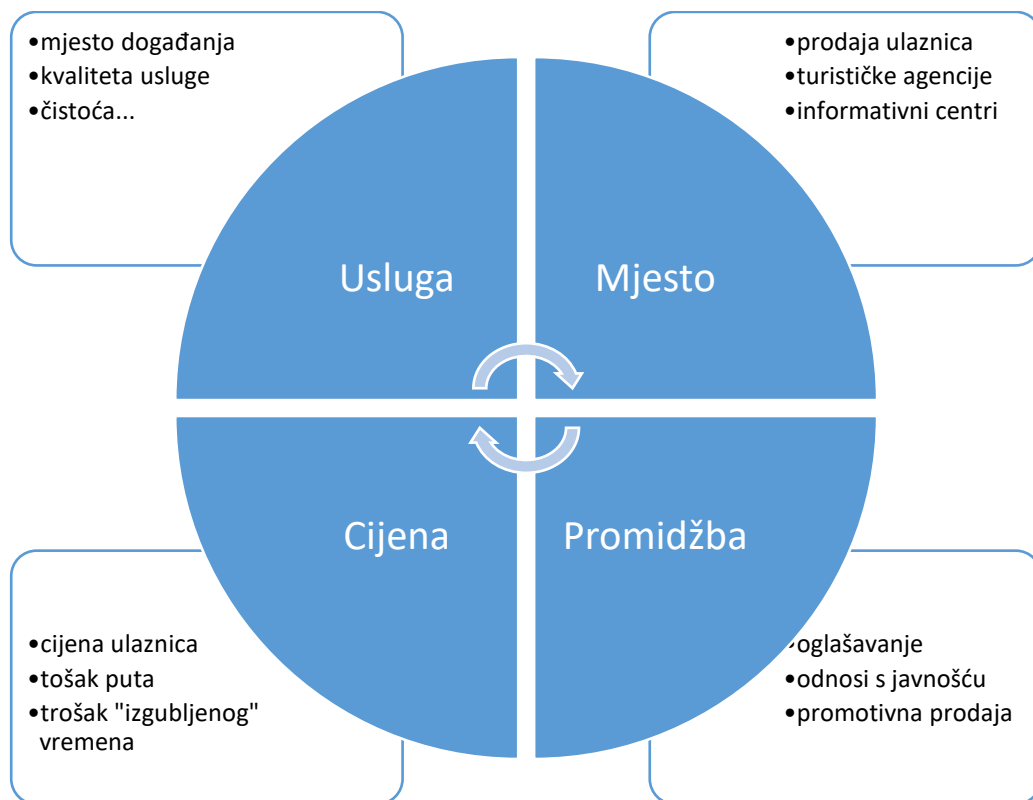 •mjesto događanja
•kvaliteta usluge
•čistoća...
•prodaja ulaznica
•turističke agencije
•informativni centri
Usluga
Mjesto
Cijena
Promidžba
•cijena ulaznica
•tošak puta
•trošak "izgubljenog"
vremena
•oglašavanje
•odnosi s javnošću
•promotivna prodaja